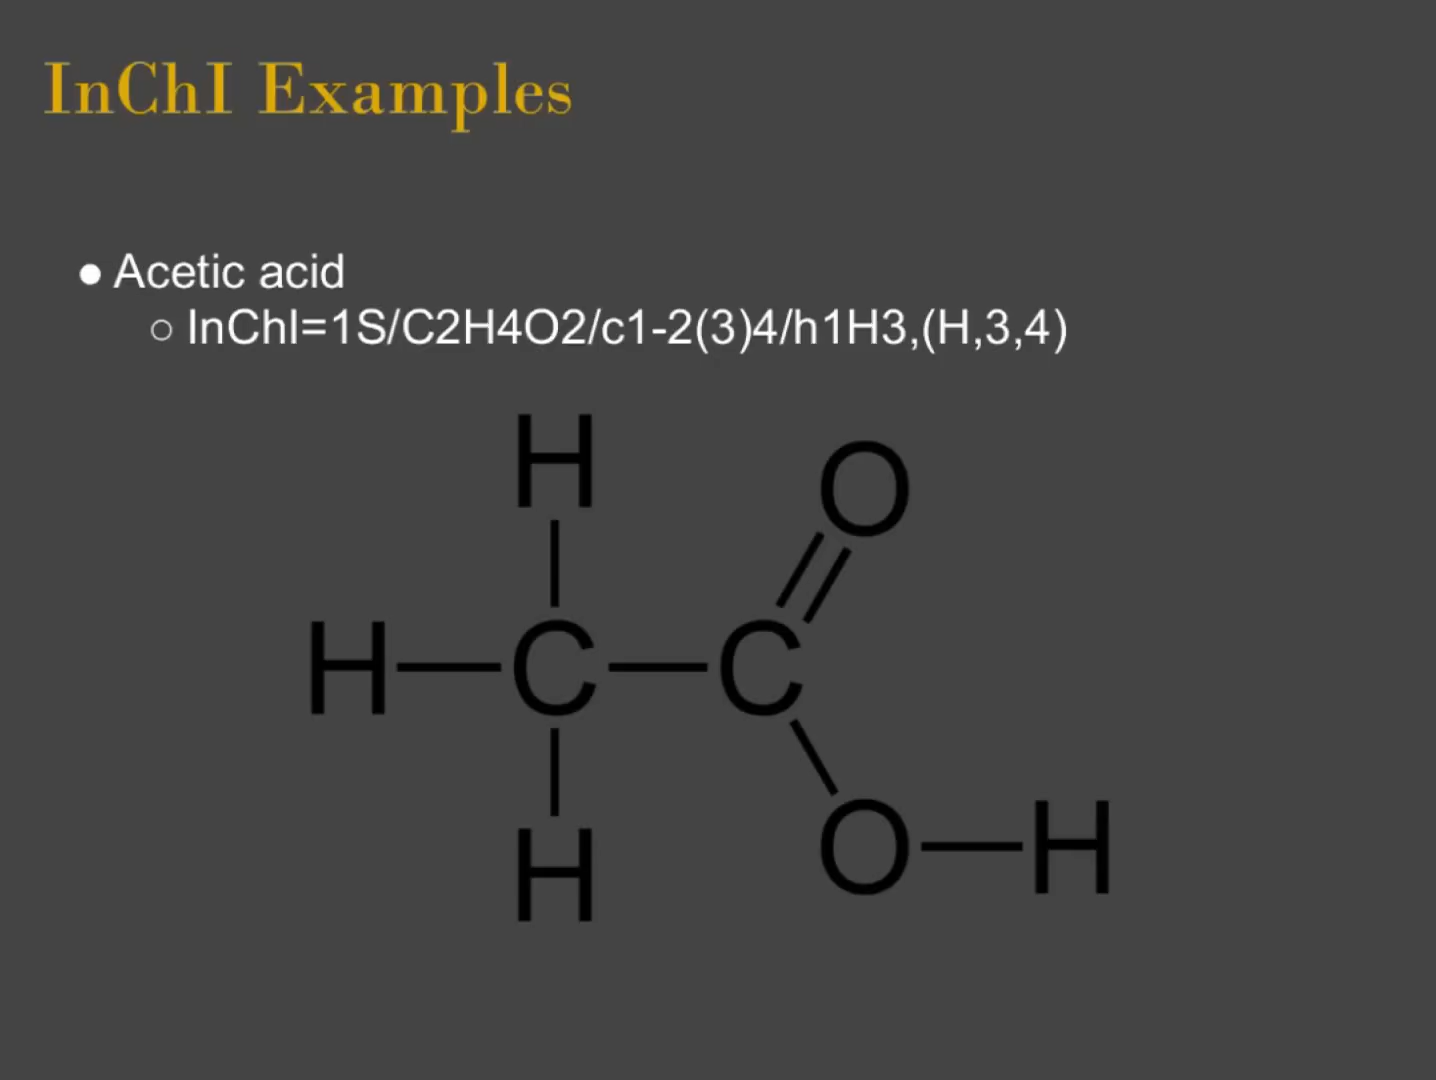 InChI Examples
● Acetic acid
○ InChI=1S/C2H4O2/c1-2(3)4/h1H3,(H,3,4)
H
O
H C C
H
O H